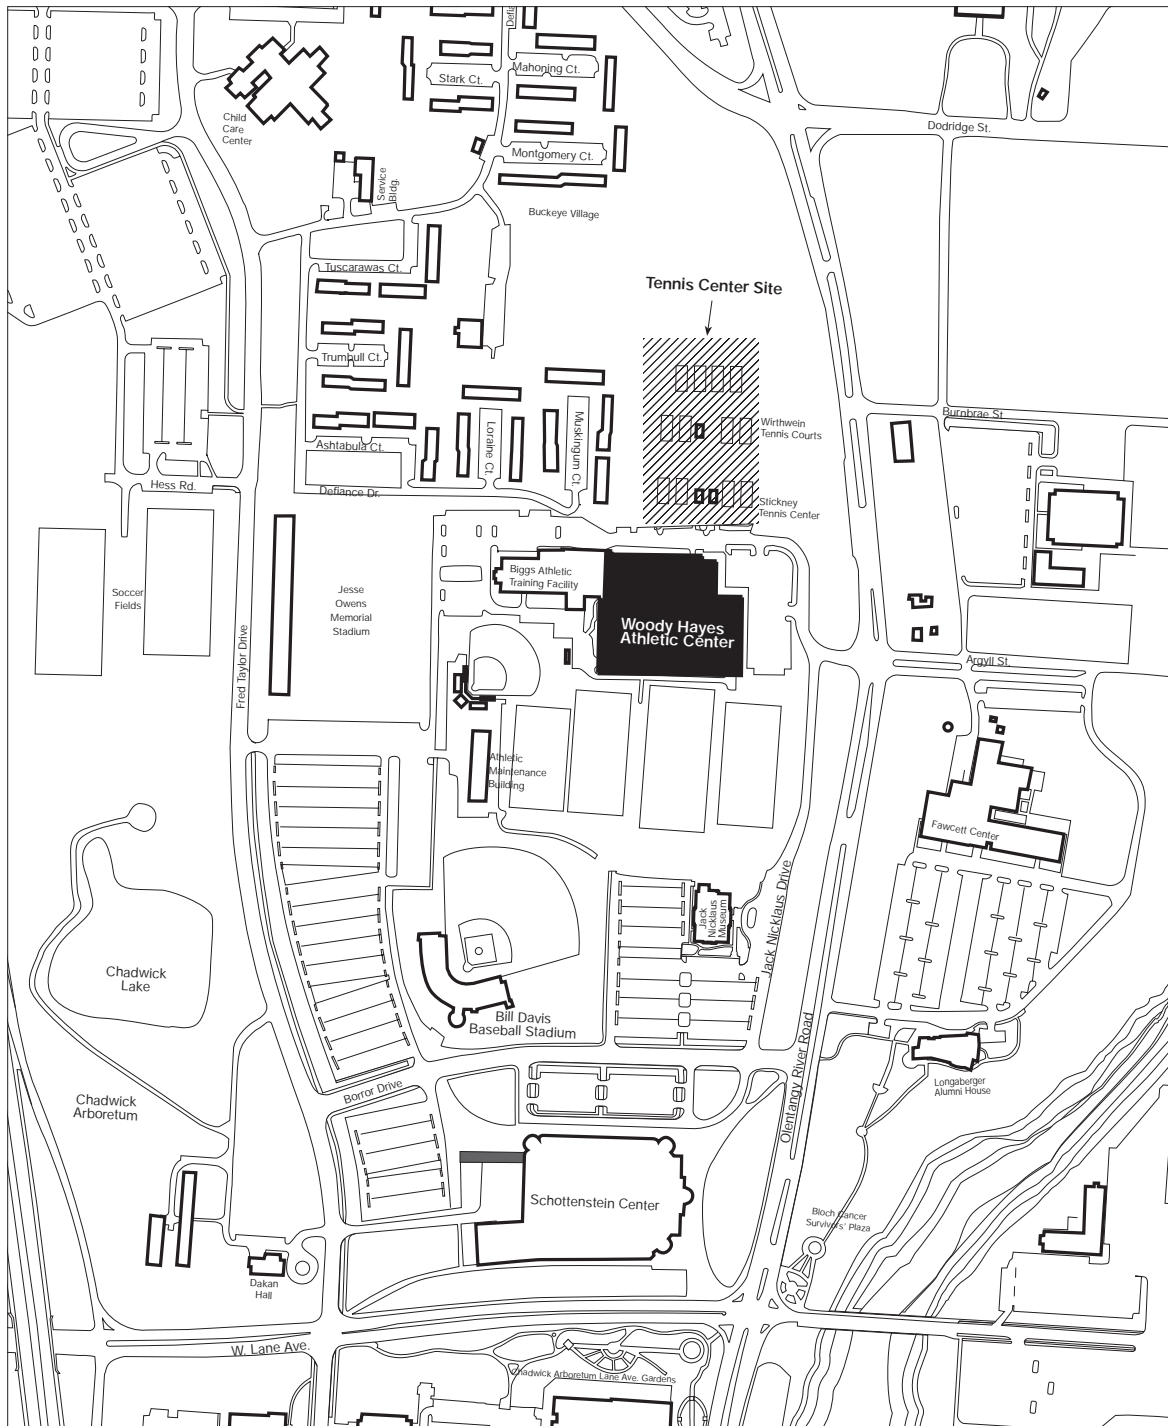 Defia
Mahoning Ct.
Stark Ct.
Child
Care
Center
Dodridge St.
Montgomery Ct.
Service
Bldg.
Buckeye Village
Tuscarawas Ct.
Tennis Center Site
Trumbull Ct.
Burnbrae St.
Wirthwein
Tennis Courts
Muskingum Ct.
Loraine Ct.
Ashtabula Ct.
Hess Rd.
Defiance Dr.
Stickney
Tennis Center
Biggs Athletic
Training Facility
Soccer
Fields
Jesse
Owens
Memorial
Stadium
Woody Hayes
Athletic Center
Fred Taylor Drive
Argyll St.
Athletic
Maintenance
Building
Fawcett Center
Jack
Nicklaus
Museum
Jack Nicklaus Drive
Chadwick
Lake
Bill Davis
Baseball Stadium
Olentangy River Road
Longaberger
Alumni House
Borror Drive
Chadwick
Arboretum
Schottenstein Center
Bloch Cancer
Survivors' Plaza
Dakan
Hall
W. Lane Ave.
Chadwick Arboretum Lane Ave. Gardens